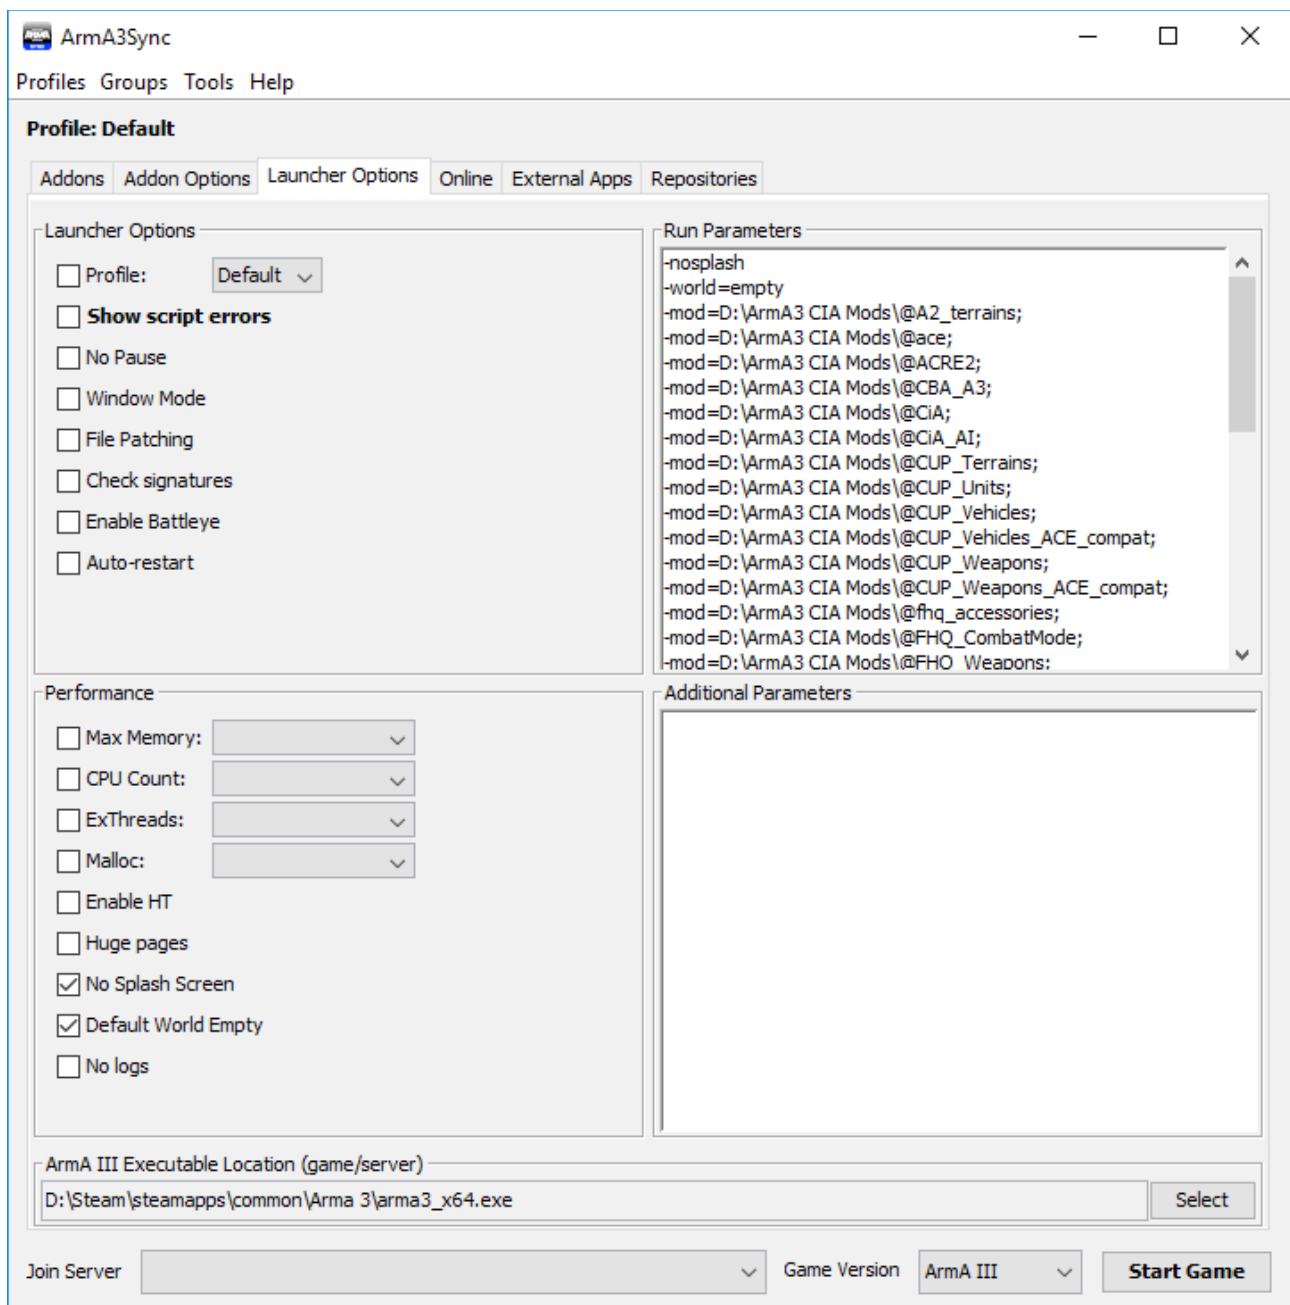 ArmA3Sync
Profiles Groups Tools Help
Profile: Default
Addons Addon Options Launcher Options Online External Apps Repositories
Launcher Options
Profile: Default
Show script errors
No Pause
Window Mode
File Patching
Check signatures
Enable Battleye
Auto-restart
Run Parameters
-nosplash
-world=empty
-mod=D:\ArmA3 CIA Mods\@A2_terrains;
-mod=D:\ArmA3 CIA Mods\@ace;
-mod=D:\ArmA3 CIA Mods\@ACRE2;
-mod=D:\ArmA3 CIA Mods\@CBA_A3;
-mod=D:\ArmA3 CIA Mods\@CiA;
-mod=D:\ArmA3 CIA Mods\@CiA_AI;
-mod=D:\ArmA3 CIA Mods\@CUP_Terrains;
-mod=D:\ArmA3 CIA Mods\@CUP_Units;
-mod=D:\ArmA3 CIA Mods\@CUP_Vehicles;
-mod=D:\ArmA3 CIA Mods\@CUP_Vehicles_ACE_compat;
-mod=D:\ArmA3 CIA Mods\@CUP_Weapons;
-mod=D:\ArmA3 CIA Mods\@CUP_Weapons_ACE_compat;
-mod=D:\ArmA3 CIA Mods\@fhq_accessories;
-mod=D:\ArmA3 CIA Mods\@FHQ_CombatMode;
-mod=D:\ArmA3 CIA Mods\@FHQ_Weapons;
Performance
Max Memory:
CPU Count:
ExThreads:
Malloc:
Enable HT
Huge pages
No Splash Screen
Default World Empty
No logs
Additional Parameters
ArmA III Executable Location (game/server)
D:\Steam\steamapps\common\Arma 3\arma3_x64.exe Select
Join Server Game Version ArmA III Start Game